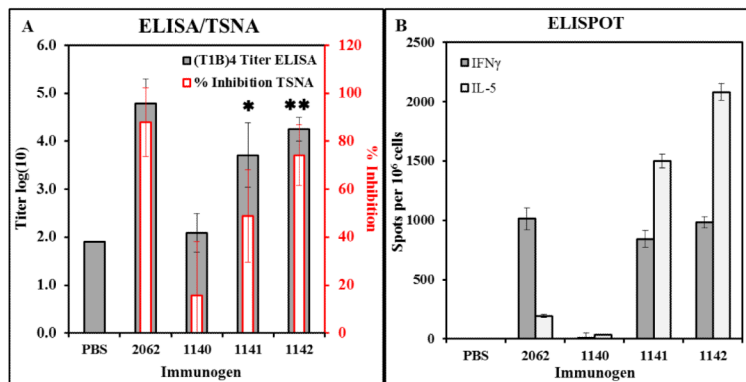 A
ELISA/TSNA
6.0
5.0
4.0
3.0
2.0
1.0
0.0
Titer log(10)
(T1B)4 Titer ELISA
% Inhibition TSNA
*
**
120
100
80
60
40
20
0
% Inhibition
PBS 2062 1140 1141 1142
Immunogen
B
ELISPOT
2500
2000
1500
1000
500
0
Spots per 10⁶ cells
IFNγ
IL-5
PBS 2062 1140 1141 1142
Immunogen